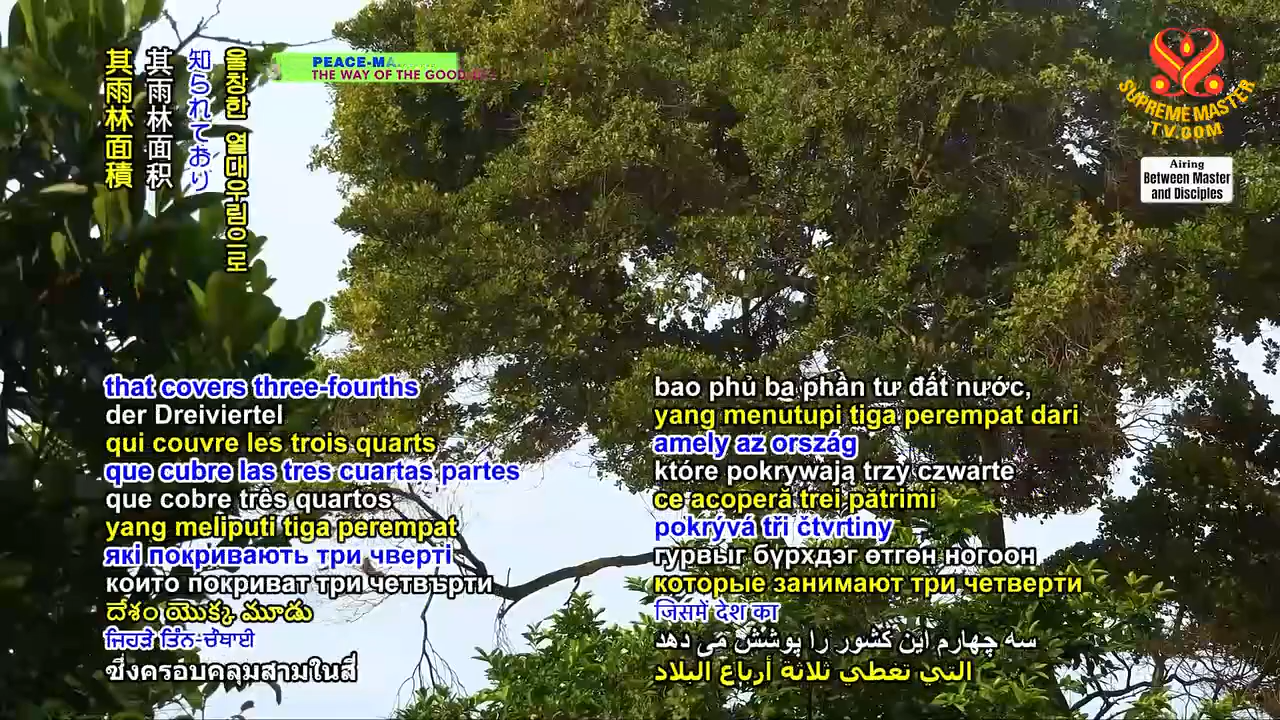 其雨林面積
其雨林面积
知られており
울창한 열대우림으로
PEACE-MA
THE WAY OF THE GOOD
SUPREME MASTER
TV.COM
Airing
Between Master
and Disciples
that covers three-fourths
der Dreiviertel
qui couvre les trois quarts
que cubre las tres cuartas partes
que cobre três quartos
yang meliputi tiga perempat
які покривають три чверті
които покриват три четвърти
దేశం యొక్క మూడు
ਜਿਹੜੇ ਤਿੰਨ-ਚੌਥਾਈ
ซึ่งครอบคลุมสามในสี่
bao phủ ba phần tư đất nước,
yang menutupi tiga perempat dari
amely az ország
które pokrywają trzy czwarte
ce acoperă trei pătrimi
pokrývá tři čtvrtiny
гурвыг бүрхдэг өтгөн ногоон
которые занимают три четверти
जिसमें देश का
سه چهارم این کشور را پوشش می دهد
التي تغطي ثلاثة أرباع البلاد